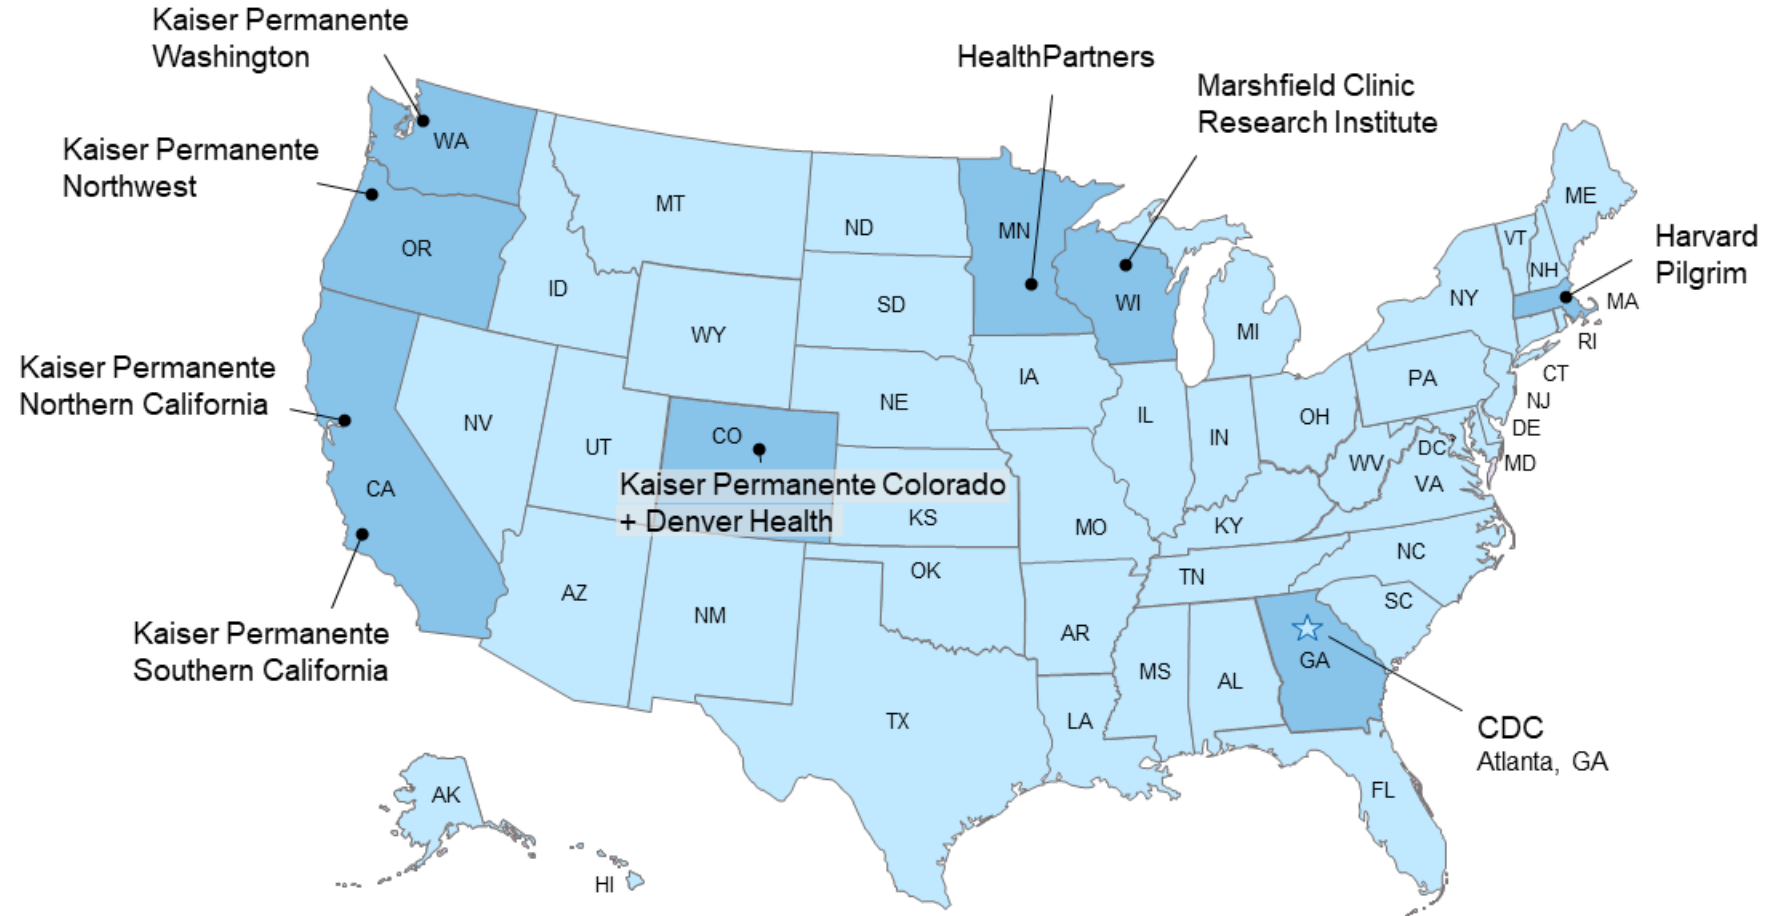 Kaiser Permanente
Washington
HealthPartners
Marshfield Clinic
Research Institute
Kaiser Permanente
Northwest
Harvard
Pilgrim
Kaiser Permanente
Northern California
Kaiser Permanente Colorado
+ Denver Health
Kaiser Permanente
Southern California
CDC
Atlanta, GA
WA
OR
CA
ID
MT
WY
NV
UT
CO
AZ
NM
ND
SD
NE
KS
OK
TX
MN
IA
MO
AR
LA
WI
IL
MI
IN
OH
KY
TN
MS
AL
GA
FL
SC
NC
VA
WV
DC
MD
DE
NJ
PA
NY
CT
RI
MA
VT
NH
ME
AK
HI